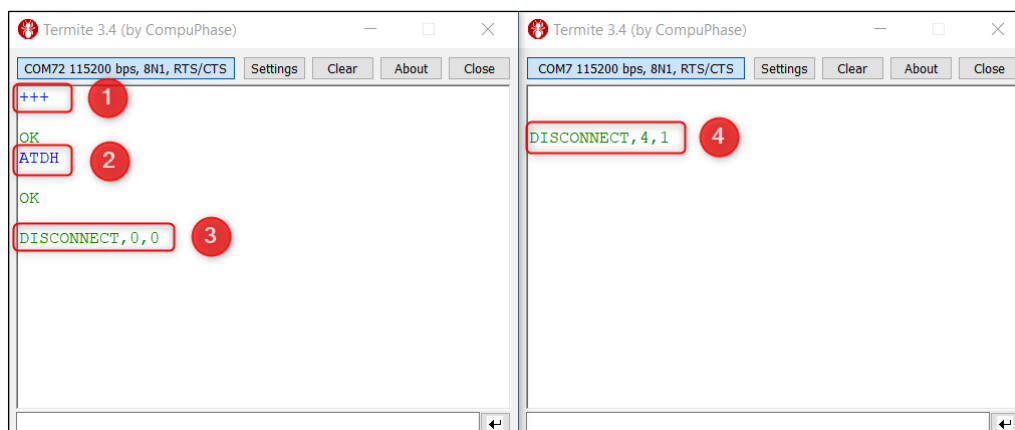 Termite 3.4 (by CompuPhase)
COM72 115200 bps, 8N1, RTS/CTS Settings Clear About Close
+++
1
OK
ATDH
2
OK
DISCONNECT,0,0
3
Termite 3.4 (by CompuPhase)
COM7 115200 bps, 8N1, RTS/CTS Settings Clear About Close
DISCONNECT,4,1
4